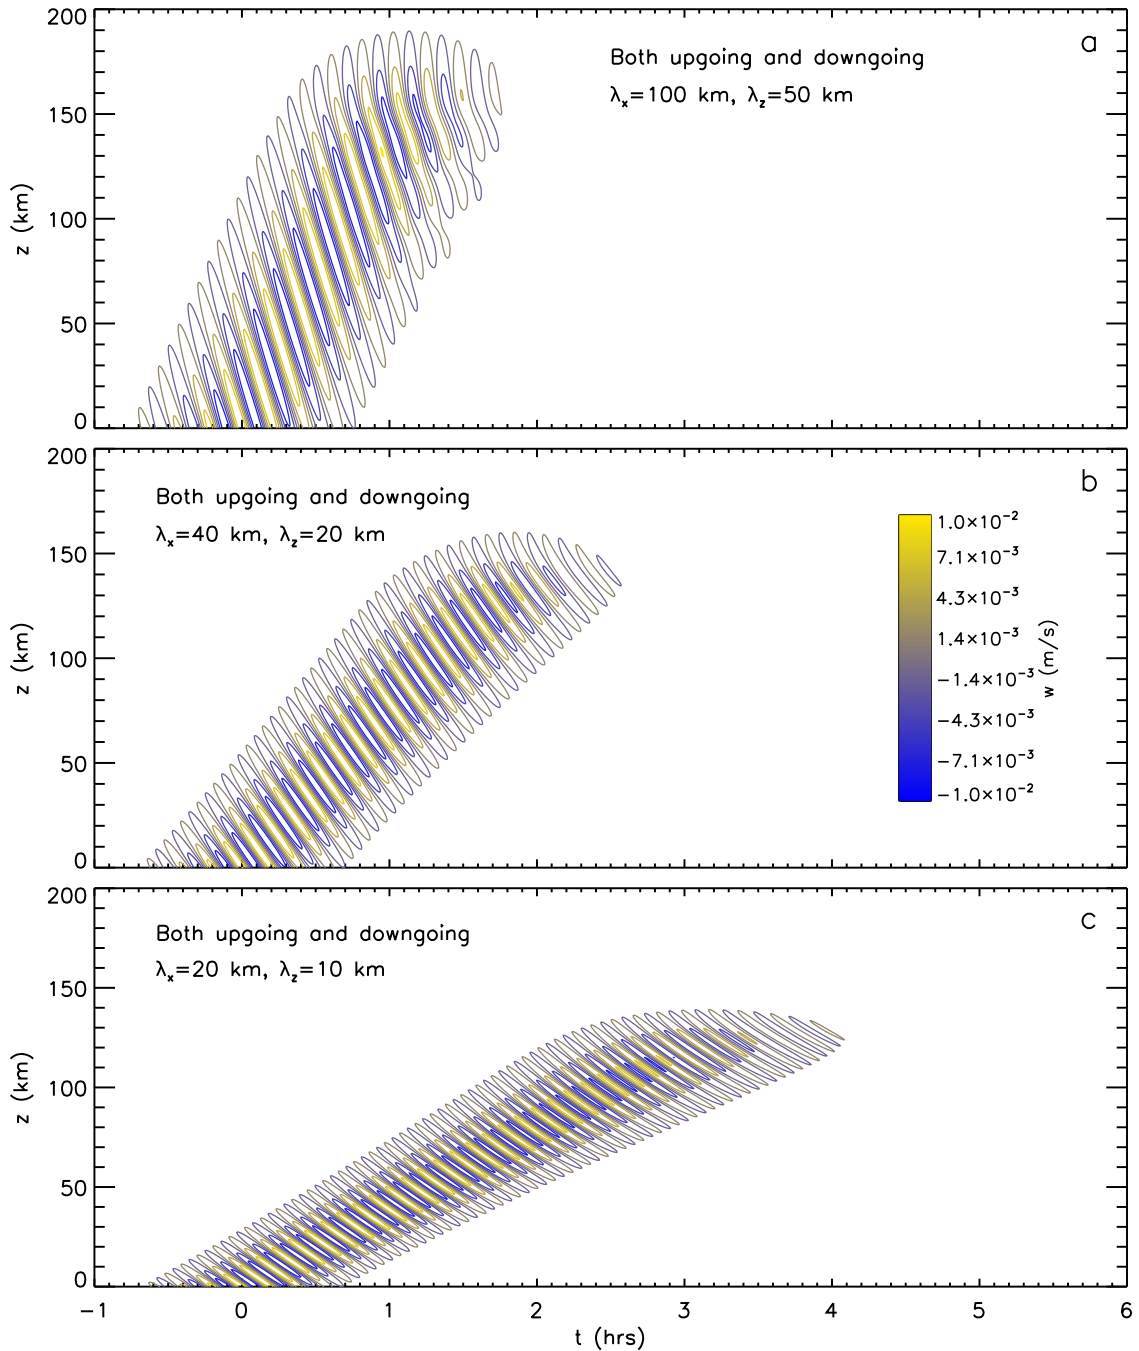 200
150
100
50
0
z (km)
a
Both upgoing and downgoing
λx=100 km, λz=50 km
200
150
100
50
0
z (km)
b
Both upgoing and downgoing
λx=40 km, λz=20 km
1.0×10−2
7.1×10−3
4.3×10−3
1.4×10−3
−1.4×10−3
−4.3×10−3
−7.1×10−3
−1.0×10−2
w (m/s)
200
150
100
50
0
z (km)
c
Both upgoing and downgoing
λx=20 km, λz=10 km
−1 0 1 2 3 4 5 6
t (hrs)